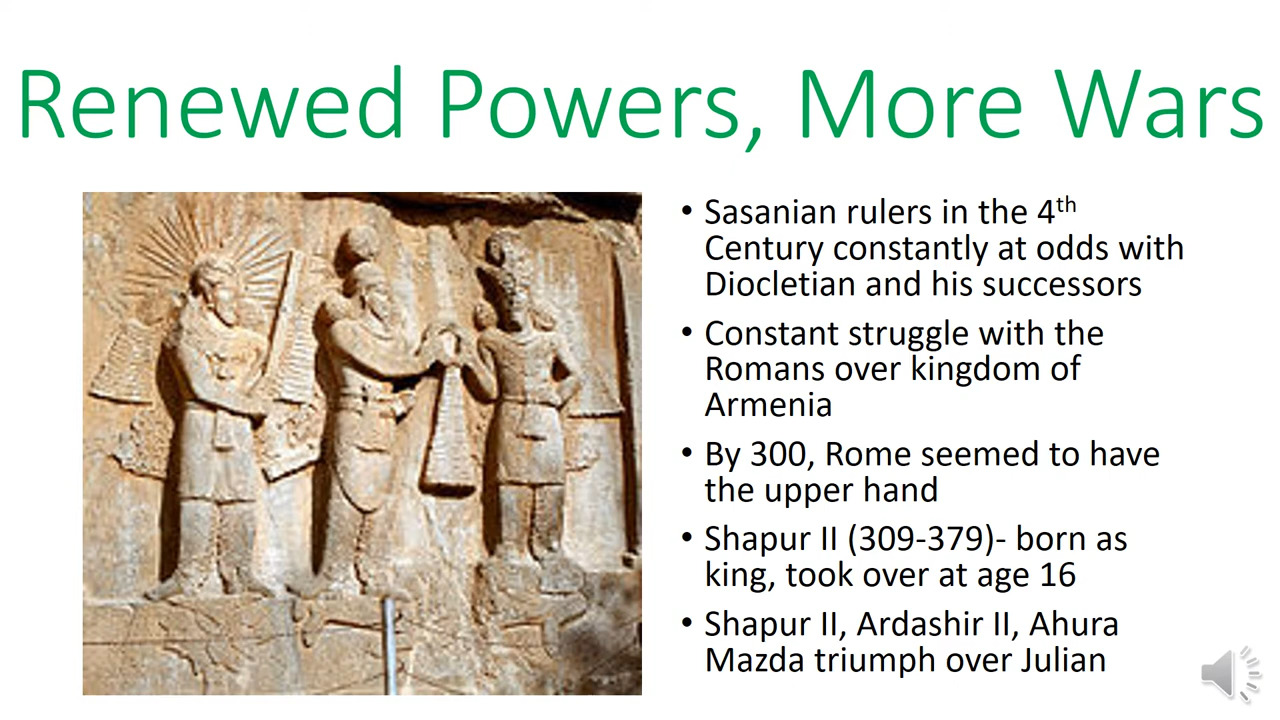 Renewed Powers, More Wars
• Sasanian rulers in the 4th
Century constantly at odds with
Diocletian and his successors
• Constant struggle with the
Romans over kingdom of
Armenia
• By 300, Rome seemed to have
the upper hand
• Shapur II (309-379)- born as
king, took over at age 16
• Shapur II, Ardashir II, Ahura
Mazda triumph over Julian